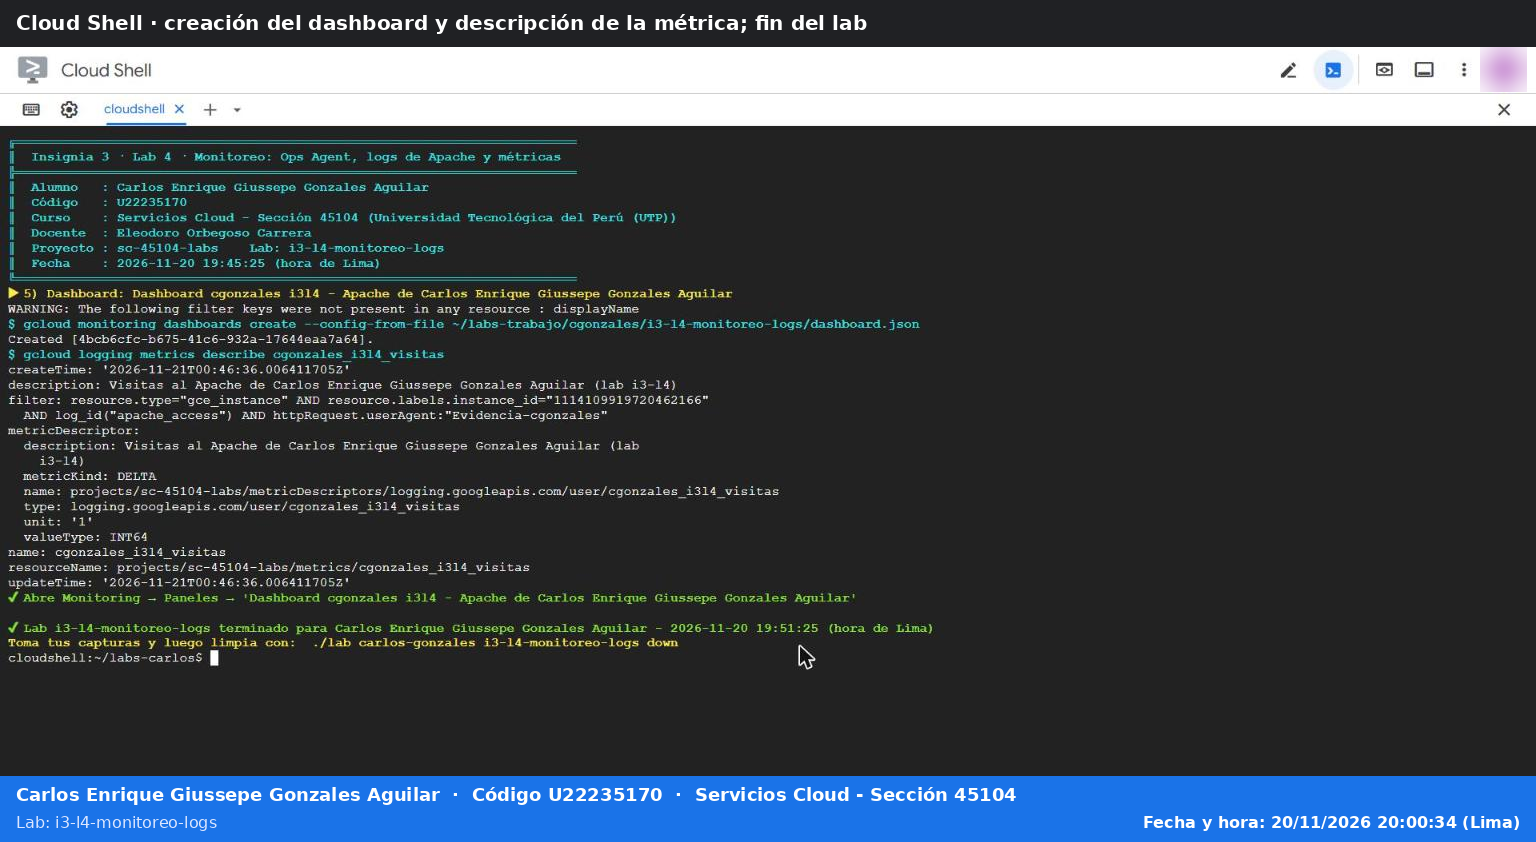 Cloud Shell · creación del dashboard y descripción de la métrica; fin del lab
Cloud Shell
cloudshell
Insignia 3 · Lab 4 · Monitoreo: Ops Agent, logs de Apache y métricas
Alumno : Carlos Enrique Giussepe Gonzales Aguilar
Código : U22235170
Curso : Servicios Cloud - Sección 45104 (Universidad Tecnológica del Perú (UTP))
Docente : Eleodoro Orbegoso Carrera
Proyecto : sc-45104-labs Lab: i3-l4-monitoreo-logs
Fecha : 2026-11-20 19:45:25 (hora de Lima)
▶ 5) Dashboard: Dashboard cgonzales i3l4 - Apache de Carlos Enrique Giussepe Gonzales Aguilar
WARNING: The following filter keys were not present in any resource : displayName
$ gcloud monitoring dashboards create --config-from-file ~/labs-trabajo/cgonzales/i3-l4-monitoreo-logs/dashboard.json
Created [4bcb6cfc-b675-41c6-932a-17644eaa7a64].
$ gcloud logging metrics describe cgonzales_i3l4_visitas
createTime: '2026-11-21T00:46:36.006411705Z'
description: Visitas al Apache de Carlos Enrique Giussepe Gonzales Aguilar (lab i3-l4)
filter: resource.type="gce_instance" AND resource.labels.instance_id="1114109919720462166"
AND log_id("apache_access") AND httpRequest.userAgent:"Evidencia-cgonzales"
metricDescriptor:
description: Visitas al Apache de Carlos Enrique Giussepe Gonzales Aguilar (lab
i3-l4)
metricKind: DELTA
name: projects/sc-45104-labs/metricDescriptors/logging.googleapis.com/user/cgonzales_i3l4_visitas
type: logging.googleapis.com/user/cgonzales_i3l4_visitas
unit: '1'
valueType: INT64
name: cgonzales_i3l4_visitas
resourceName: projects/sc-45104-labs/metrics/cgonzales_i3l4_visitas
updateTime: '2026-11-21T00:46:36.006411705Z'
✔ Abre Monitoring → Paneles → 'Dashboard cgonzales i3l4 - Apache de Carlos Enrique Giussepe Gonzales Aguilar'
✔ Lab i3-l4-monitoreo-logs terminado para Carlos Enrique Giussepe Gonzales Aguilar - 2026-11-20 19:51:25 (hora de Lima)
Toma tus capturas y luego limpia con: ./lab carlos-gonzales i3-l4-monitoreo-logs down
cloudshell:~/labs-carlos$
Carlos Enrique Giussepe Gonzales Aguilar · Código U22235170 · Servicios Cloud - Sección 45104
Lab: i3-l4-monitoreo-logs
Fecha y hora: 20/11/2026 20:00:34 (Lima)